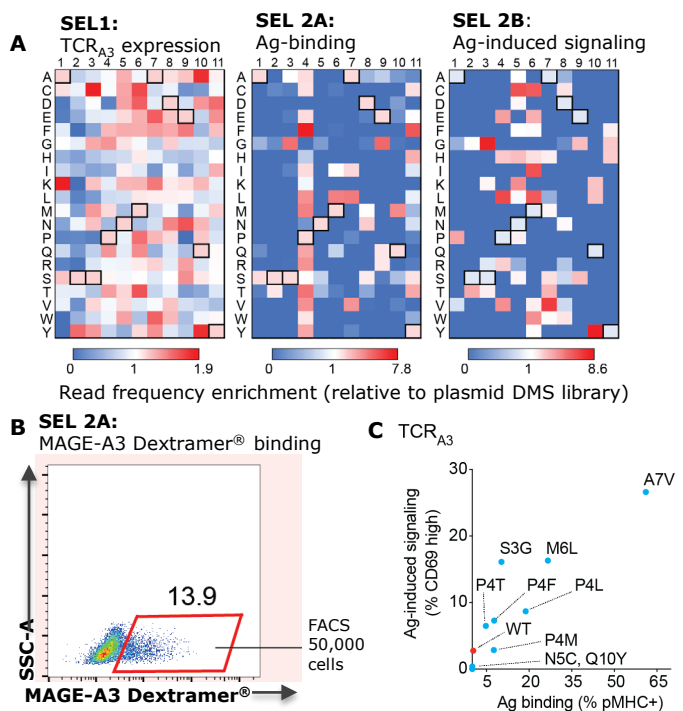 A
SEL1:
TCRA3 expression
SEL 2A:
Ag-binding
SEL 2B:
Ag-induced signaling
1 2 3 4 5 6 7 8 9 10 11
1 2 3 4 5 6 7 8 9 10 11
1 2 3 4 5 6 7 8 9 10 11
A A A
C C C
D D D
E E E
F F F
G G G
H H H
I I I
K K K
L L L
M M M
N N N
P P P
Q Q Q
R R R
S S S
T T T
V V V
W W W
Y Y Y
0 1 1.9
0 1 7.8
0 1 8.6
Read frequency enrichment (relative to plasmid DMS library)
B SEL 2A:
MAGE-A3 Dextramer® binding
SSC-A
13.9
FACS
50,000
cells
MAGE-A3 Dextramer®
C TCRA3
Ag-induced signaling
(% CD69 high)
30
20
10
0
A7V
S3G M6L
P4T P4F P4L
WT
P4M
N5C, Q10Y
5 25 45 65
Ag binding (% pMHC+)